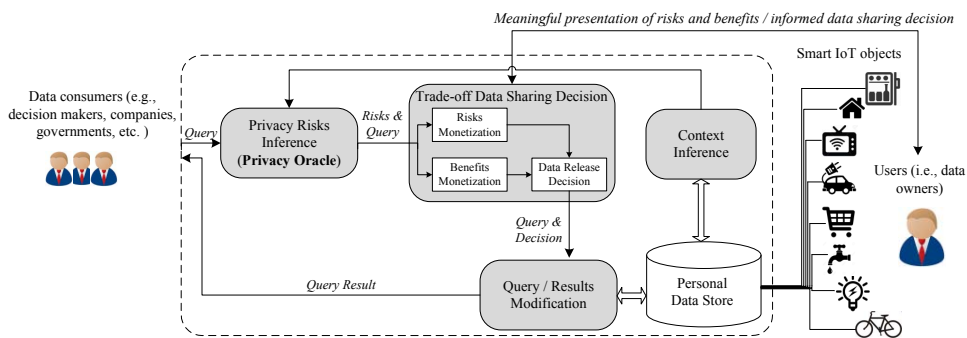 Meaningful presentation of risks and benefits / informed data sharing decision
Smart IoT objects
Data consumers (e.g.,
decision makers, companies,
governments, etc. )
Query
Privacy Risks
Inference
(Privacy Oracle)
Risks &
Query
Trade-off Data Sharing Decision
Risks
Monetization
Benefits
Monetization
Data Release
Decision
Context
Inference
Users (i.e., data
owners)
Query &
Decision
Query Result
Query / Results
Modification
Personal
Data Store